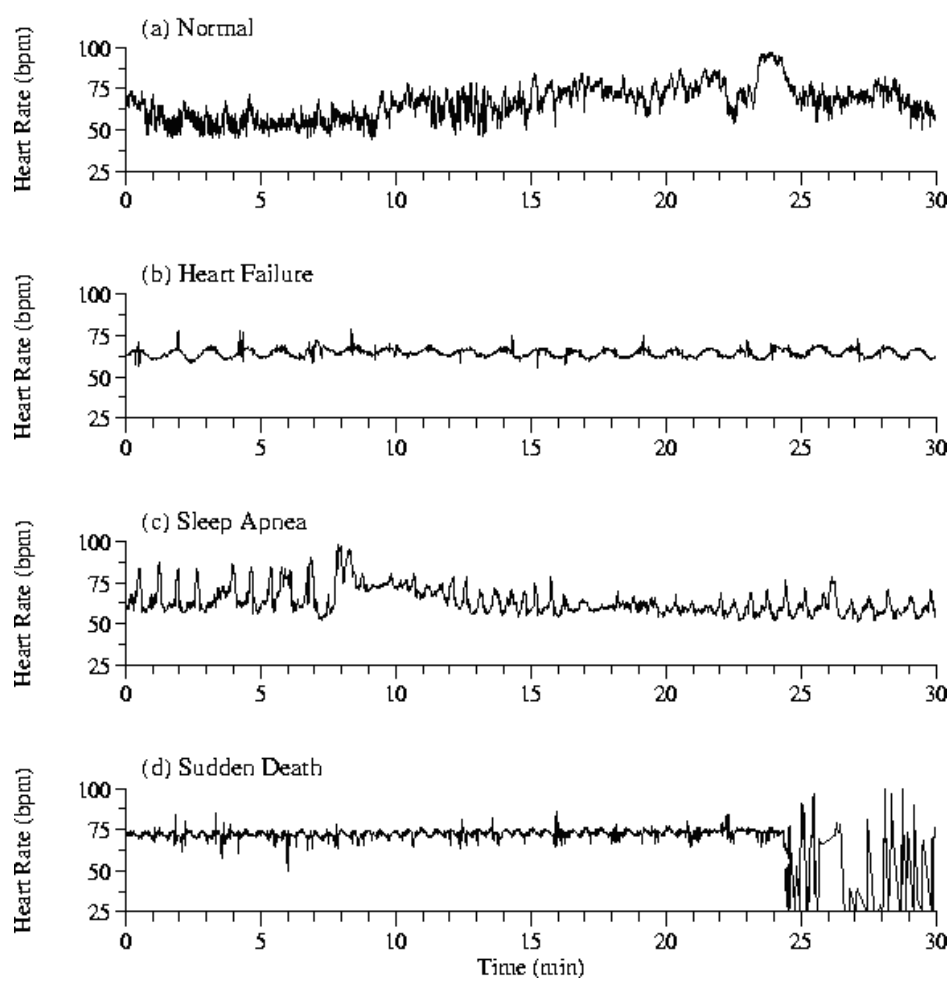 (a) Normal
Heart Rate (bpm)
100
75
50
25
0 5 10 15 20 25 30
(b) Heart Failure
Heart Rate (bpm)
100
75
50
25
0 5 10 15 20 25 30
(c) Sleep Apnea
Heart Rate (bpm)
100
75
50
25
0 5 10 15 20 25 30
(d) Sudden Death
Heart Rate (bpm)
100
75
50
25
0 5 10 15 20 25 30
Time (min)